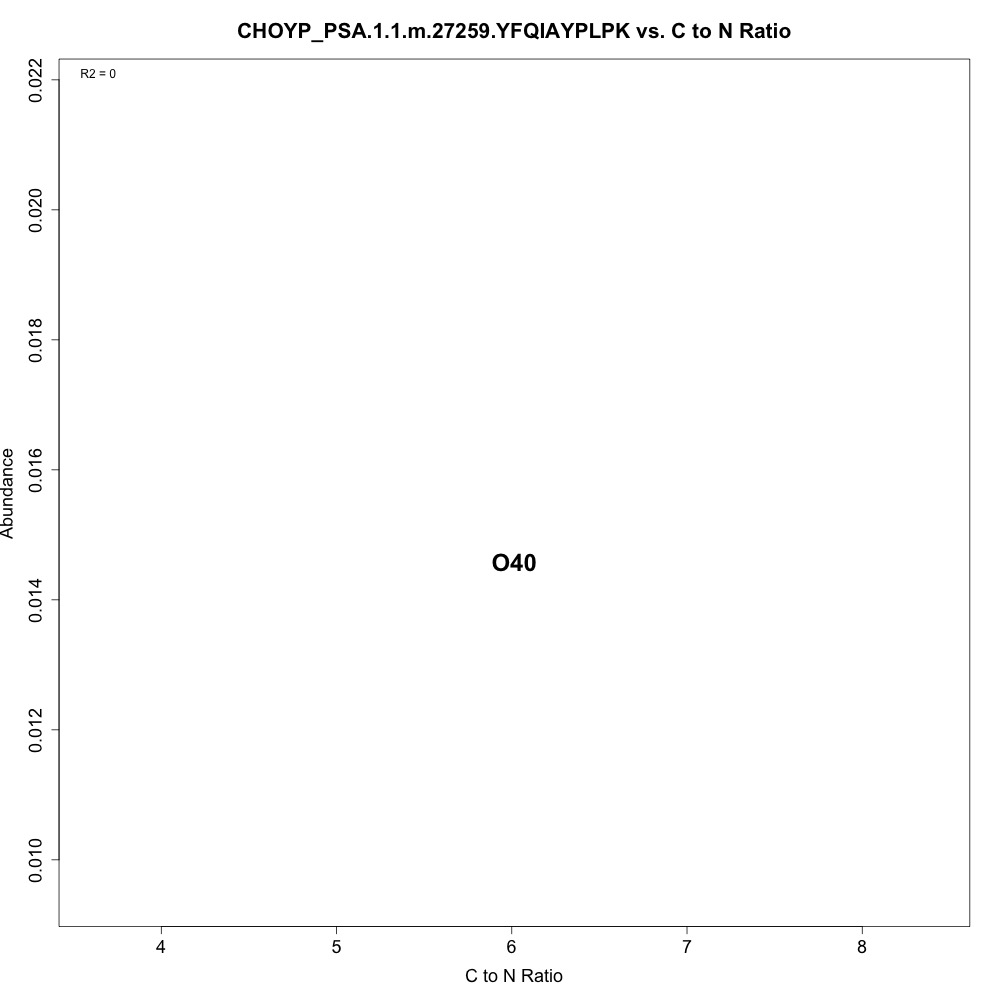 CHOYP_PSA.1.1.m.27259.YFQIAYPLPK vs. C to N Ratio
R2 = 0
0.022
0.020
0.018
0.016
0.014
0.012
0.010
Abundance
O40
4 5 6 7 8
C to N Ratio